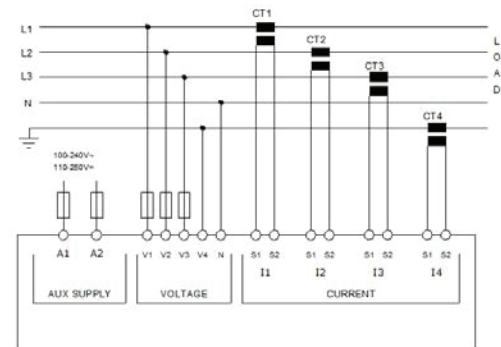 CT1
L1
CT2
L2
CT3
L3
N
CT4
LOAD
100-240V~
110-250V=
A1 A2 V1 V2 V3 V4 N S1 S2 S1 S2 S1 S2 S1 S2
I1 I2 I3 I4
AUX SUPPLY VOLTAGE CURRENT